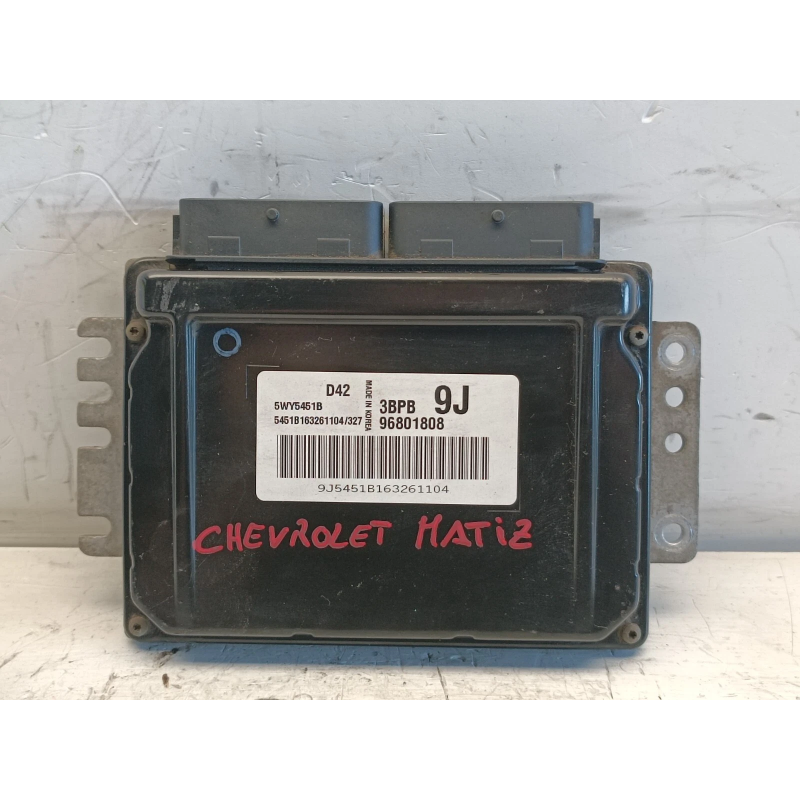 D42
5WY5451B
5451B163261104/327
MADE IN KOREA
3BPB 9J
96801808
9J5451B163261104
CHEVROLET MATiZ